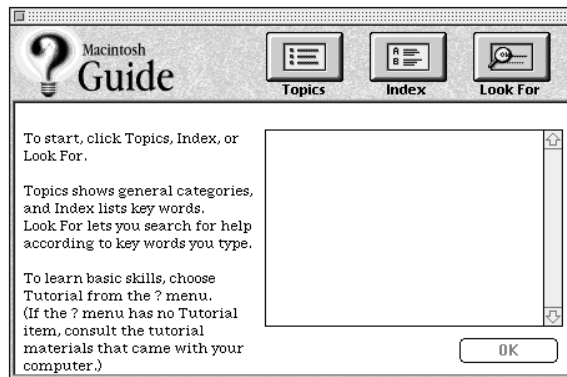 Macintosh
Guide
Topics
Index
Look For
To start, click Topics, Index, or
Look For.
Topics shows general categories,
and Index lists key words.
Look For lets you search for help
according to key words you type.
To learn basic skills, choose
Tutorial from the ? menu.
(If the ? menu has no Tutorial
item, consult the tutorial
materials that came with your
computer.)
OK